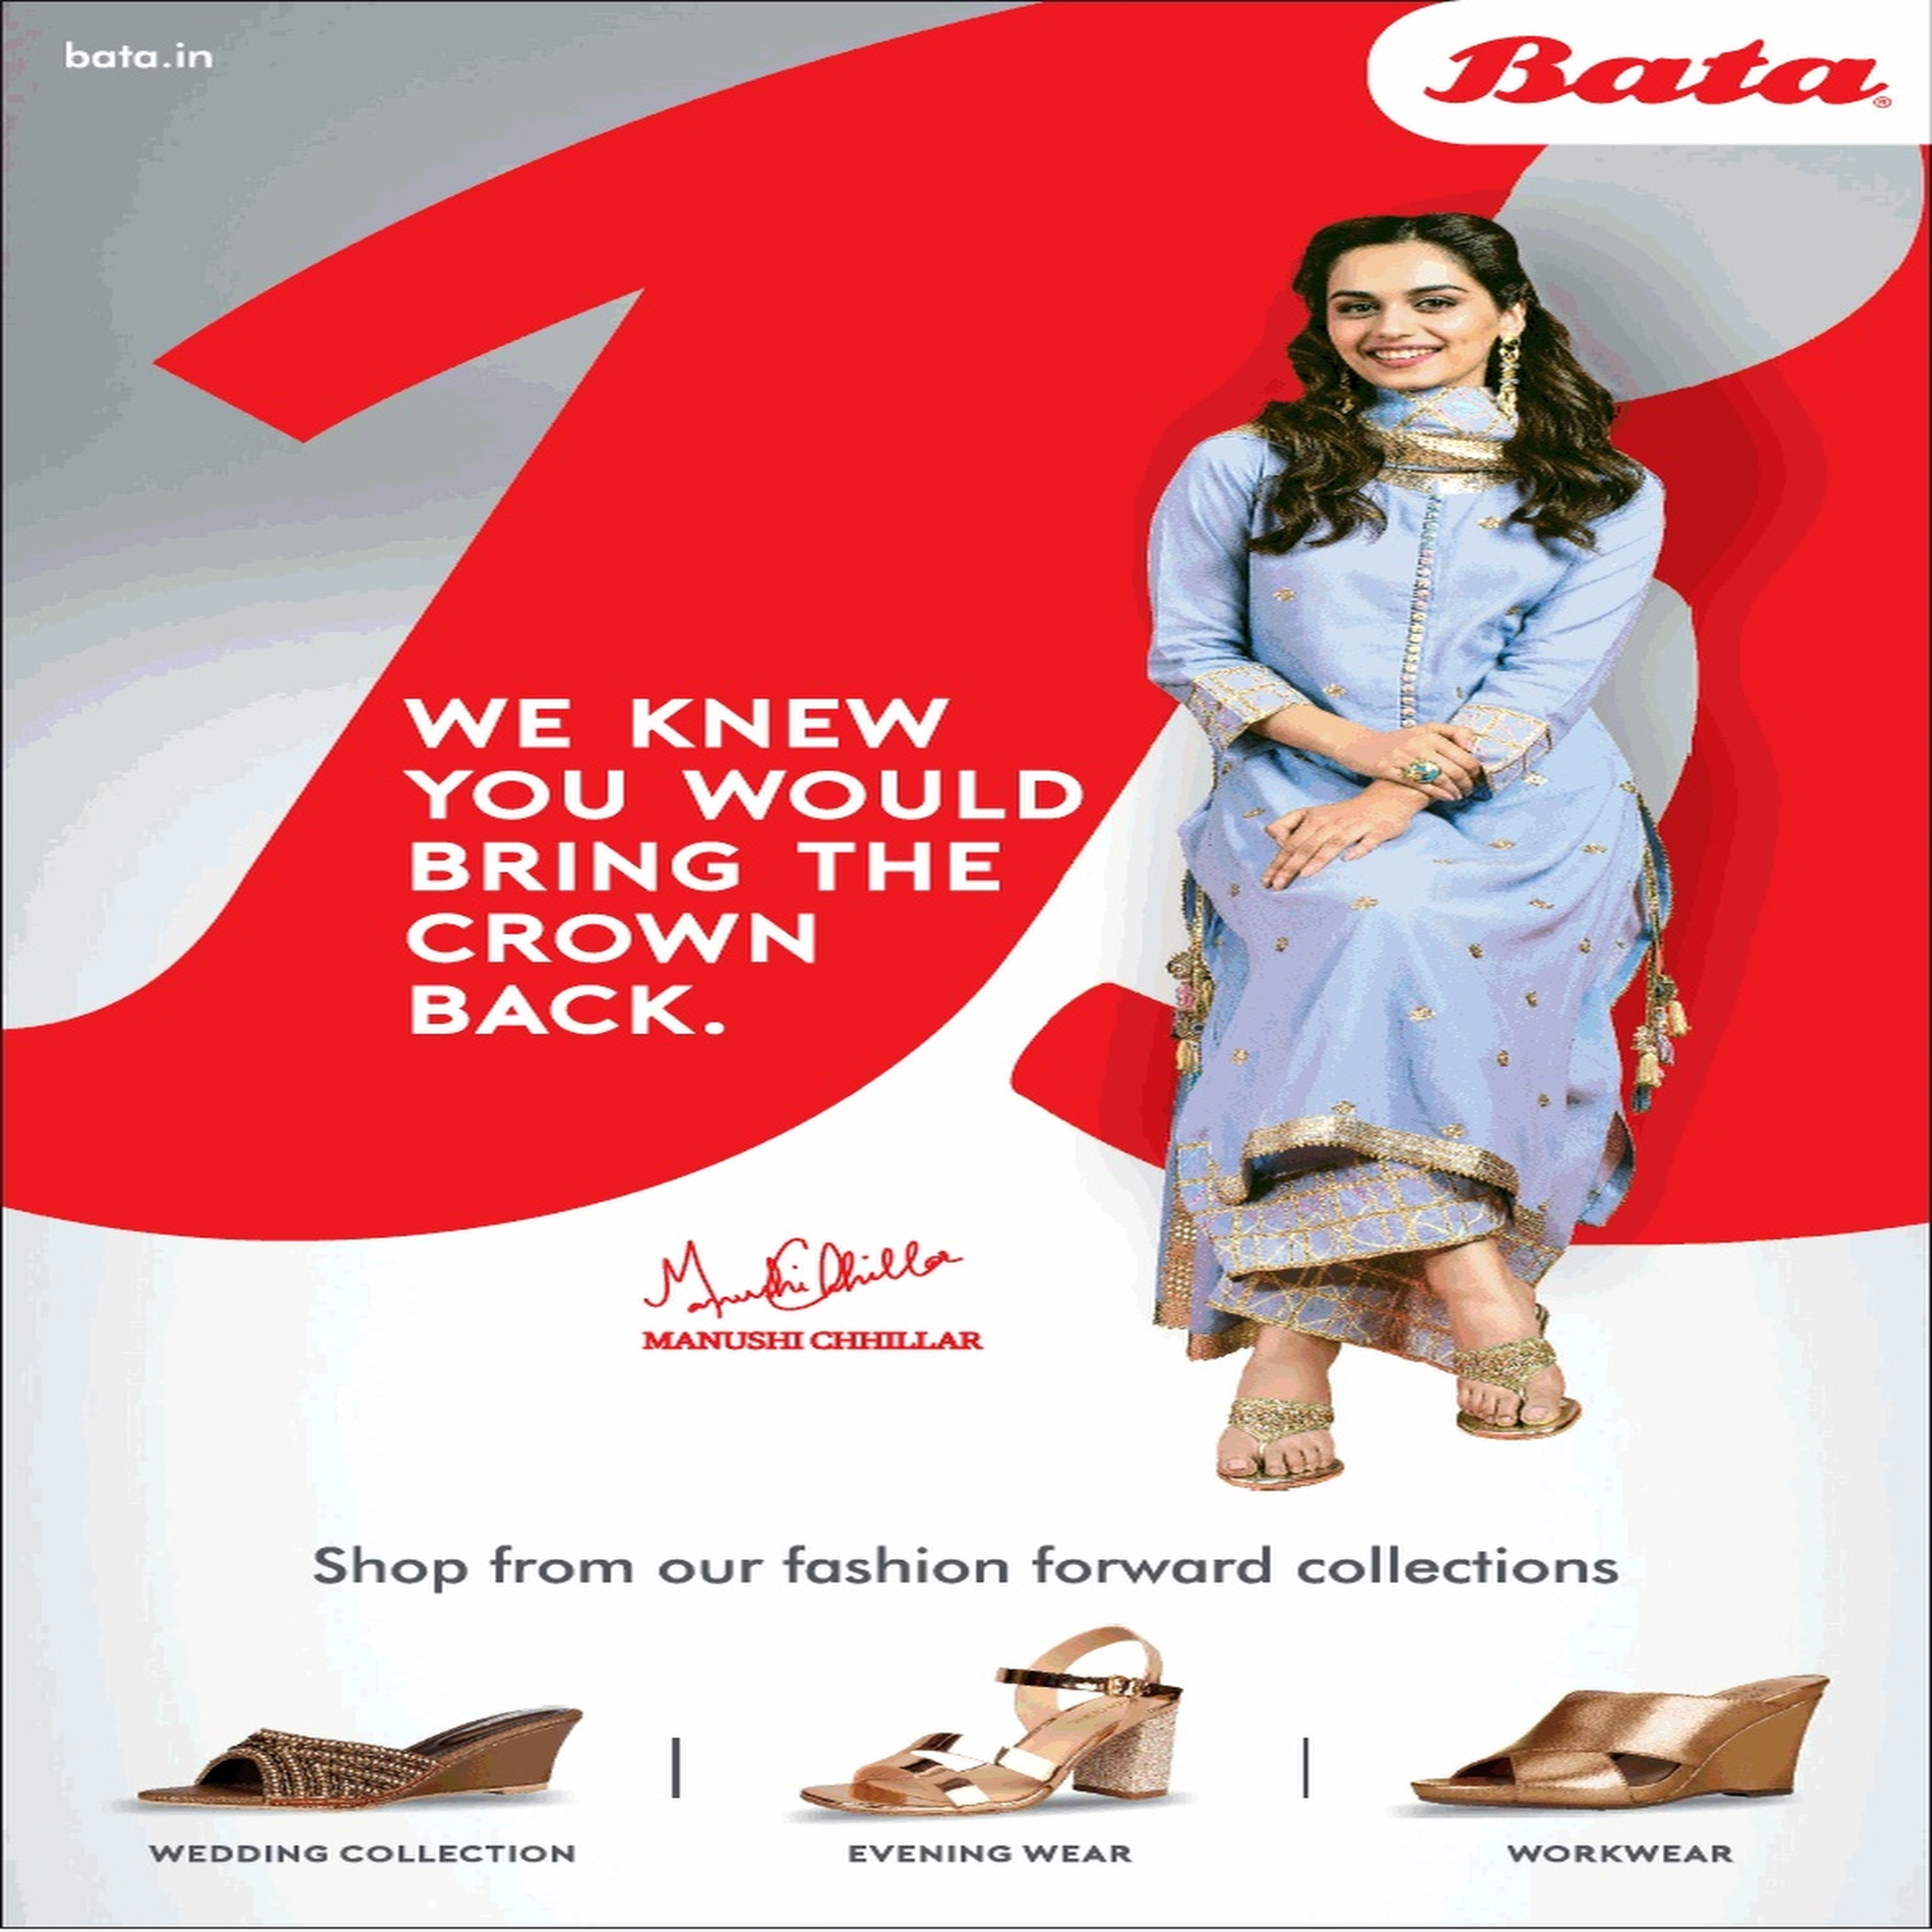 bata.in
Bata®
WE KNEW
YOU WOULD
BRING THE
CROWN
BACK.
Manushi Chhillar
MANUSHI CHHILLAR
Shop from our fashion forward collections
WEDDING COLLECTION
EVENING WEAR
WORKWEAR